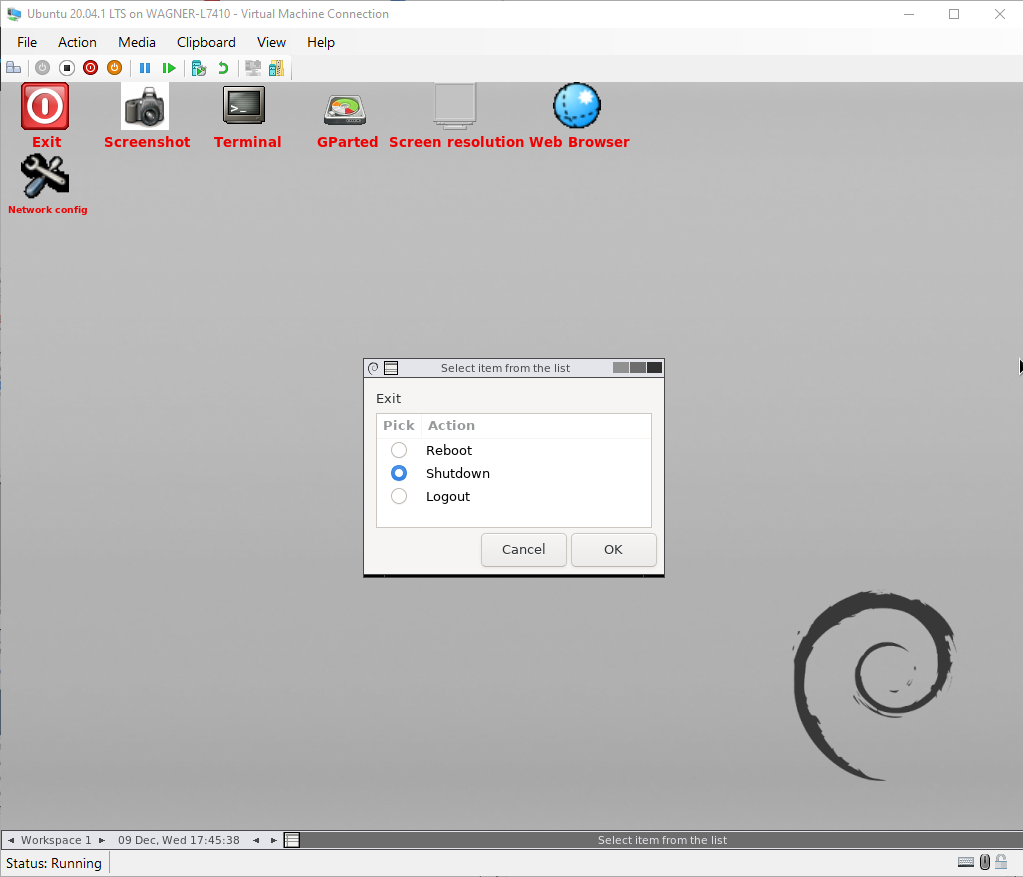 Ubuntu 20.04.1 LTS on WAGNER-L7410 - Virtual Machine Connection
File Action Media Clipboard View Help
Exit Screenshot Terminal GParted Screen resolution Web Browser
Network config
Select item from the list
Exit
Pick Action
Reboot
Shutdown
Logout
Cancel OK
Workspace 1 09 Dec, Wed 17:45:38 Select item from the list
Status: Running